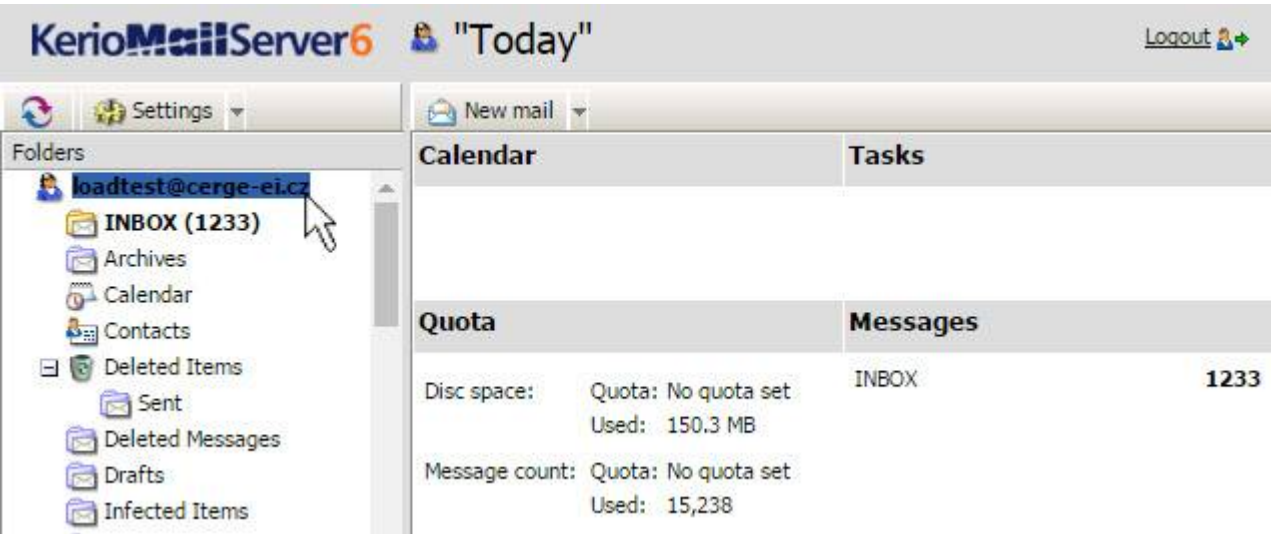 KerioMailServer6 "Today" Logout
Settings New mail
Folders
loadtest@cerge-ei.cz
INBOX (1233)
Archives
Calendar
Contacts
Deleted Items
Sent
Deleted Messages
Drafts
Infected Items
Calendar Tasks
Quota Messages
Disc space: Quota: No quota set INBOX 1233
Used: 150.3 MB
Message count: Quota: No quota set
Used: 15,238